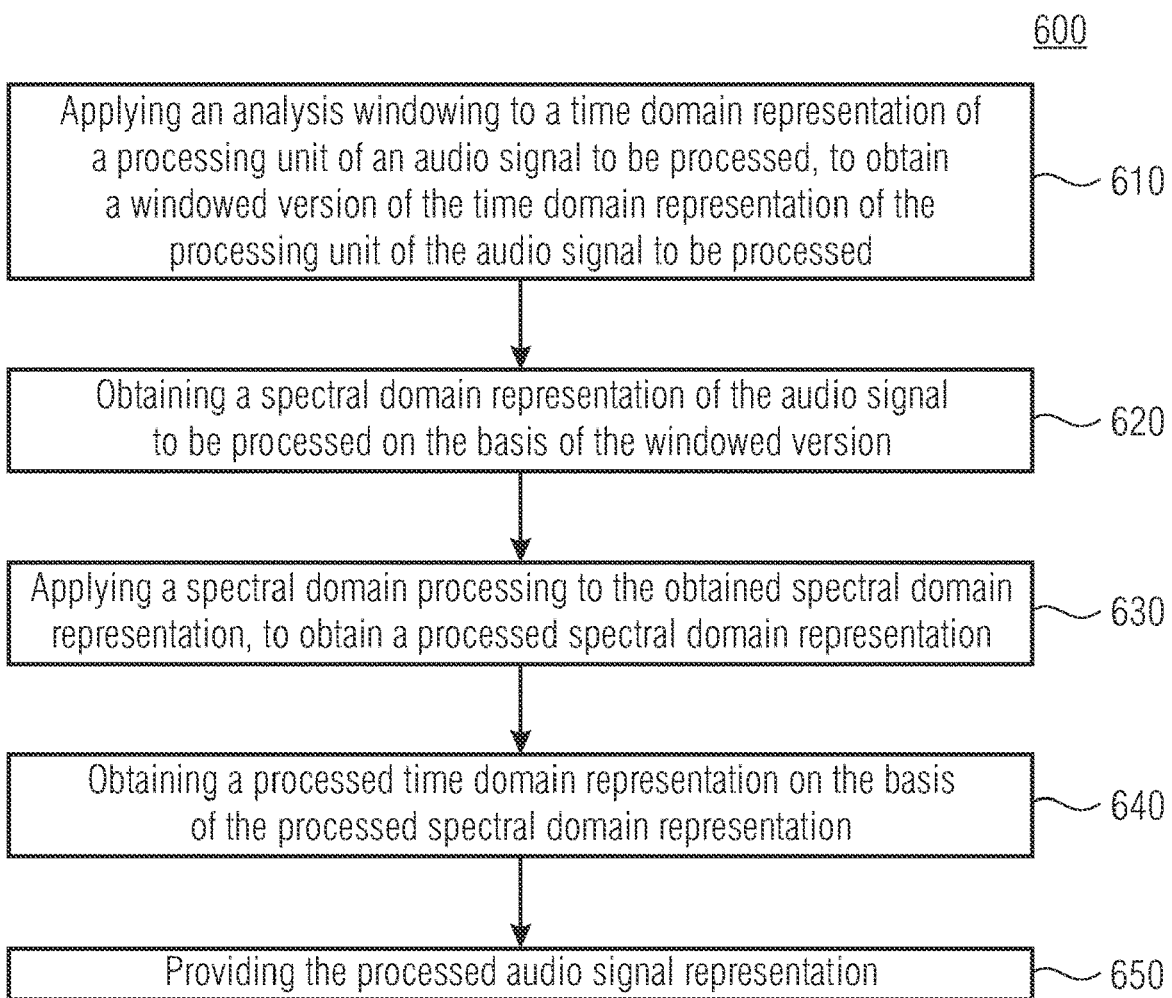 600
Applying an analysis windowing to a time domain representation of
a processing unit of an audio signal to be processed, to obtain
a windowed version of the time domain representation of the
processing unit of the audio signal to be processed
610
Obtaining a spectral domain representation of the audio signal
to be processed on the basis of the windowed version
620
Applying a spectral domain processing to the obtained spectral domain
representation, to obtain a processed spectral domain representation
630
Obtaining a processed time domain representation on the basis
of the processed spectral domain representation
640
Providing the processed audio signal representation
650